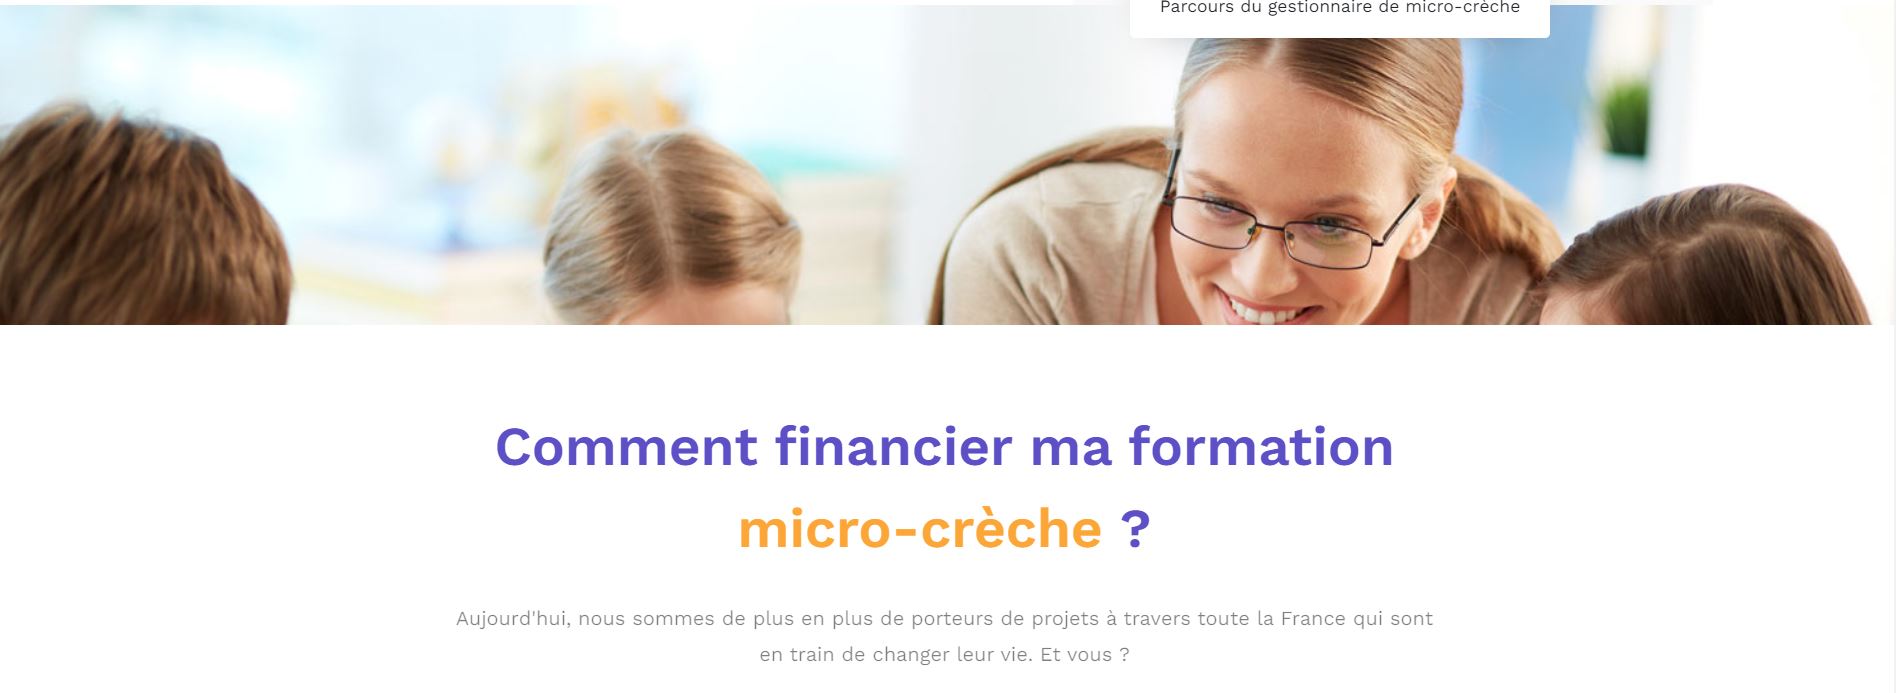 Parcours du gestionnaire de micro-crèche
Comment financier ma formation
micro-crèche ?
Aujourd'hui, nous sommes de plus en plus de porteurs de projets à travers toute la France qui sont
en train de changer leur vie. Et vous ?